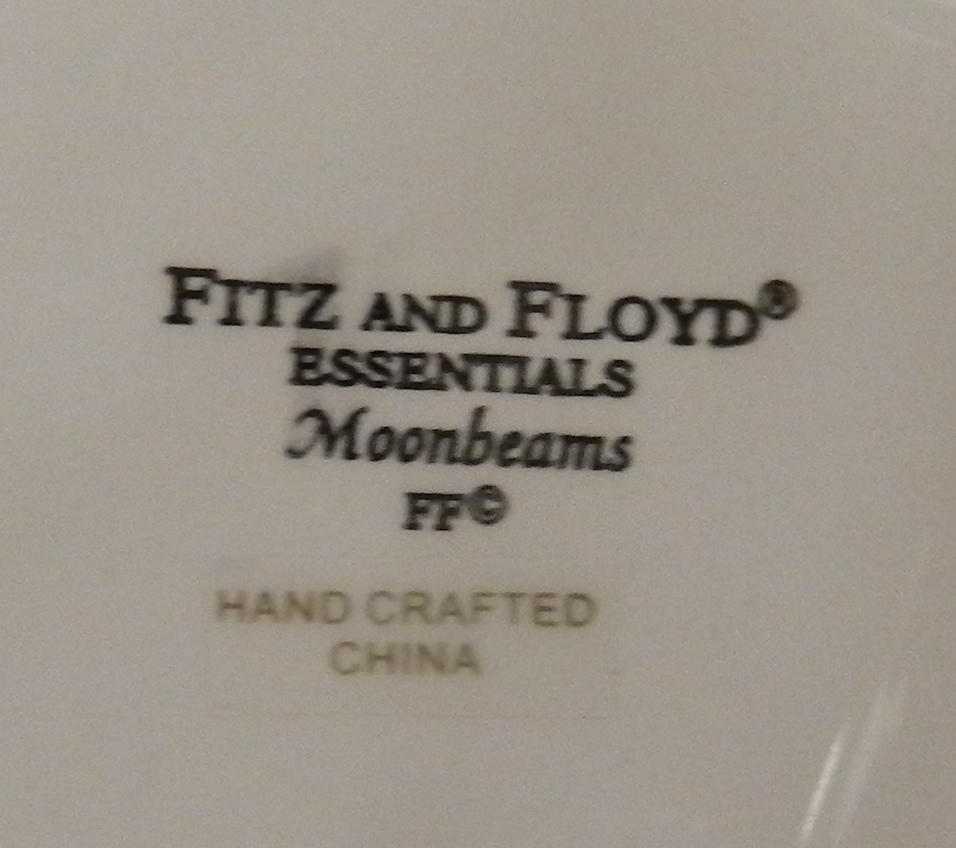 FITZ AND FLOYD®
ESSENTIALS
Moonbeams
FF©
HAND CRAFTED
CHINA